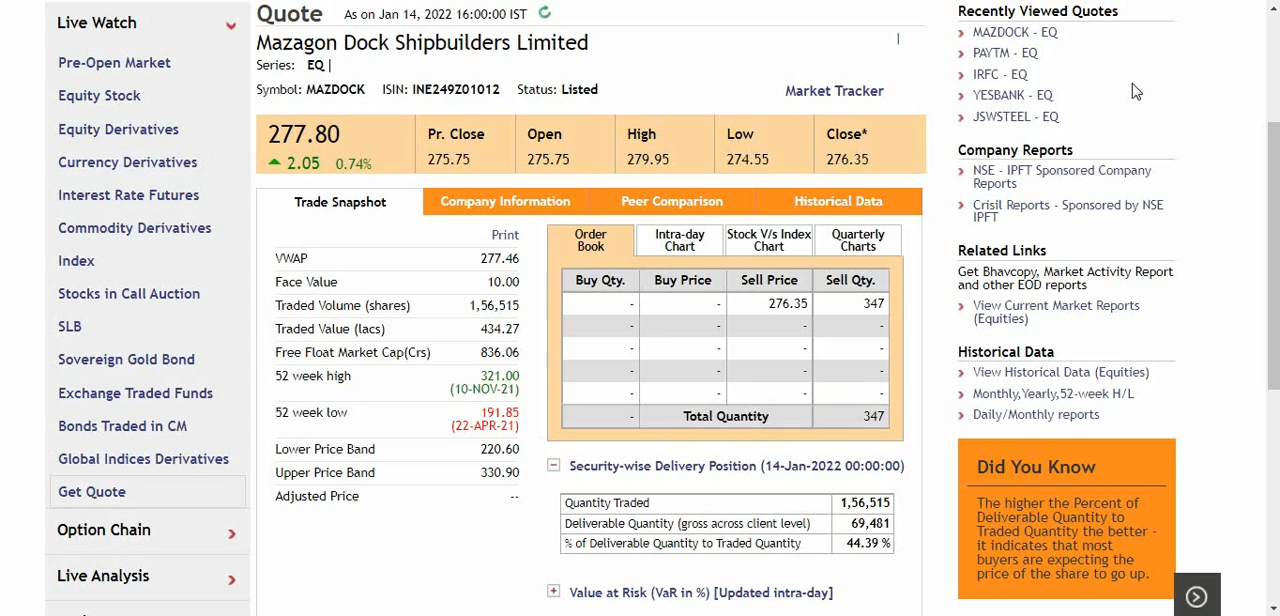 Live Watch
Pre-Open Market
Equity Stock
Equity Derivatives
Currency Derivatives
Interest Rate Futures
Commodity Derivatives
Index
Stocks in Call Auction
SLB
Sovereign Gold Bond
Exchange Traded Funds
Bonds Traded in CM
Global Indices Derivatives
Get Quote
Option Chain
Live Analysis
Quote As on Jan 14, 2022 16:00:00 IST
Mazagon Dock Shipbuilders Limited |
Series: EQ |
Symbol: MAZDOCK ISIN: INE249Z01012 Status: Listed Market Tracker
277.80 Pr. Close Open High Low Close*
2.05 0.74% 275.75 275.75 279.95 274.55 276.35
Trade Snapshot Company Information Peer Comparison Historical Data
Print
VWAP 277.46
Face Value 10.00
Traded Volume (shares) 1,56,515
Traded Value (lacs) 434.27
Free Float Market Cap(Crs) 836.06
52 week high 321.00
(10-NOV-21)
52 week low 191.85
(22-APR-21)
Lower Price Band 220.60
Upper Price Band 330.90
Adjusted Price --
Order Intra-day Stock V/s Index Quarterly
Book Chart Chart Charts
Buy Qty. Buy Price Sell Price Sell Qty.
- - 276.35 347
- - - -
- - - -
- - - -
- - - -
- Total Quantity 347
Security-wise Delivery Position (14-Jan-2022 00:00:00)
Quantity Traded 1,56,515
Deliverable Quantity (gross across client level) 69,481
% of Deliverable Quantity to Traded Quantity 44.39 %
Value at Risk (VaR in %) [Updated intra-day]
Recently Viewed Quotes
MAZDOCK - EQ
PAYTM - EQ
IRFC - EQ
YESBANK - EQ
JSWSTEEL - EQ
Company Reports
NSE - IPFT Sponsored Company
Reports
Crisil Reports - Sponsored by NSE
IPFT
Related Links
Get Bhavcopy, Market Activity Report
and other EOD reports
View Current Market Reports
(Equities)
Historical Data
View Historical Data (Equities)
Monthly,Yearly,52-week H/L
Daily/Monthly reports
Did You Know
The higher the Percent of
Deliverable Quantity to
Traded Quantity the better -
it indicates that most
buyers are expecting the
price of the share to go up.